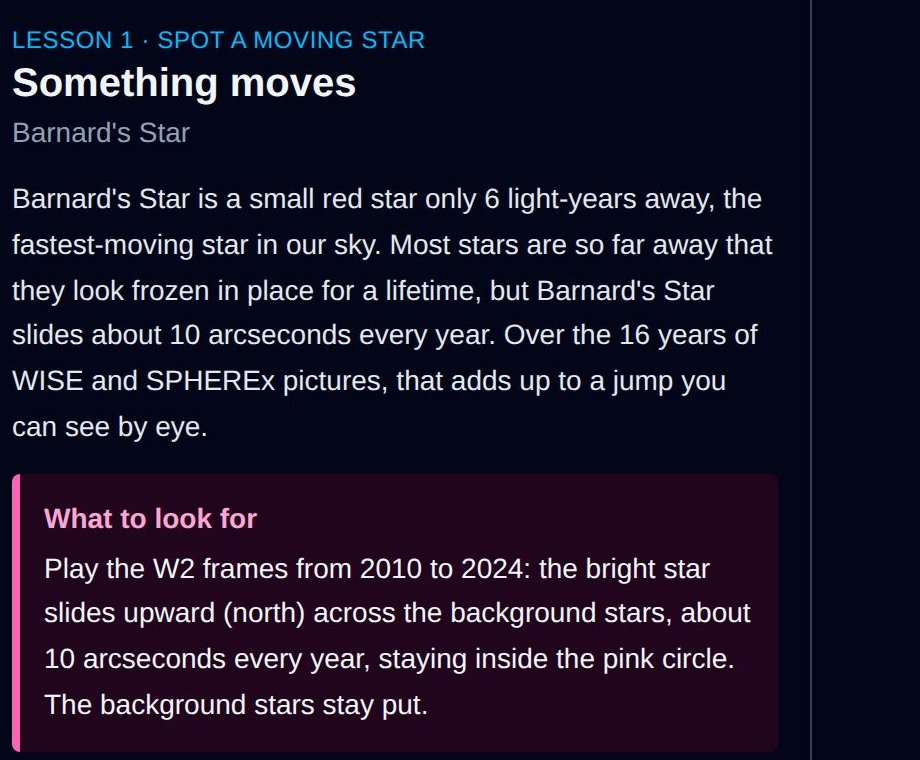 LESSON 1 · SPOT A MOVING STAR
Something moves
Barnard's Star
Barnard's Star is a small red star only 6 light-years away, the
fastest-moving star in our sky. Most stars are so far away that
they look frozen in place for a lifetime, but Barnard's Star
slides about 10 arcseconds every year. Over the 16 years of
WISE and SPHEREx pictures, that adds up to a jump you
can see by eye.
What to look for
Play the W2 frames from 2010 to 2024: the bright star
slides upward (north) across the background stars, about
10 arcseconds every year, staying inside the pink circle.
The background stars stay put.